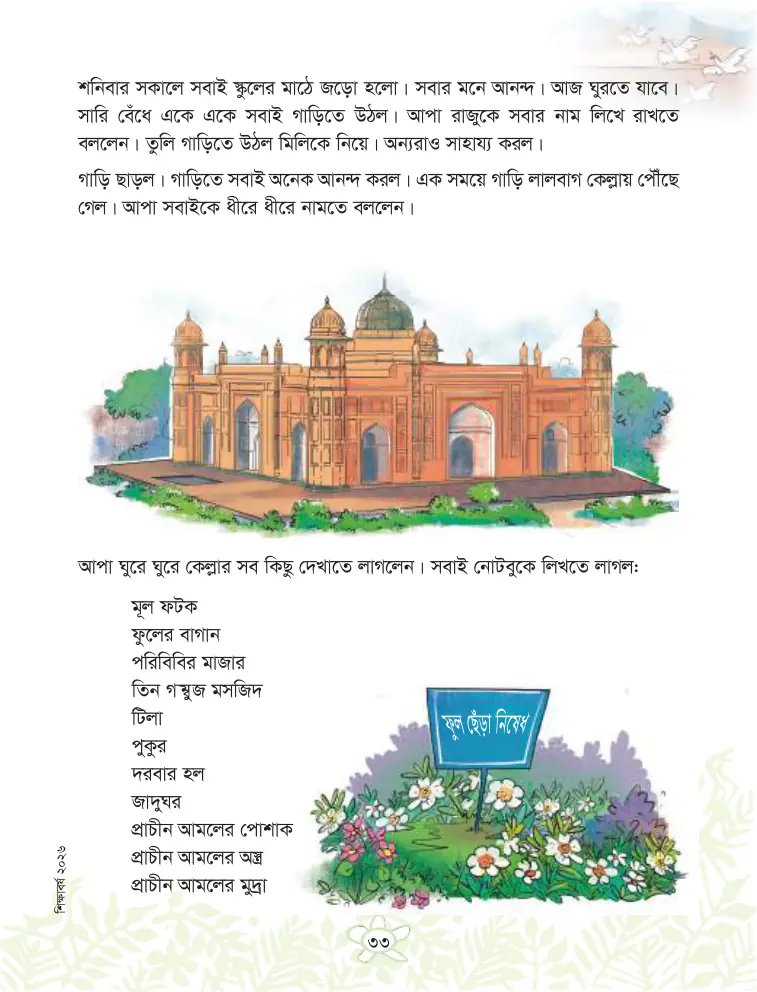 শনিবার সকালে সবাই স্কুলের মাঠে জড়ো হলো। সবার মনে আনন্দ। আজ ঘুরতে যাবে।
সারি বেঁধে একে একে সবাই গাড়িতে উঠল। আপা রাজুকে সবার নাম লিখে রাখতে
বললেন। তুলি গাড়িতে উঠল মিলিকে নিয়ে। অন্যরাও সাহায্য করল।
গাড়ি ছাড়ল। গাড়িতে সবাই অনেক আনন্দ করল। এক সময়ে গাড়ি লালবাগ কেল্লায় পৌঁছে
গেল। আপা সবাইকে ধীরে ধীরে নামতে বললেন।
আপা ঘুরে ঘুরে কেল্লার সব কিছু দেখাতে লাগলেন। সবাই নোটবুকে লিখতে লাগল:
মূল ফটক
ফুলের বাগান
পরিবিবির মাজার
তিন গম্বুজ মসজিদ
টিলা
পুকুর
দরবার হল
জাদুঘর
প্রাচীন আমলের পোশাক
প্রাচীন আমলের অস্ত্র
প্রাচীন আমলের মুদ্রা
ফুল ছেঁড়া নিষেধ
শিক্ষাবর্ষ ২০২৬
৩৩